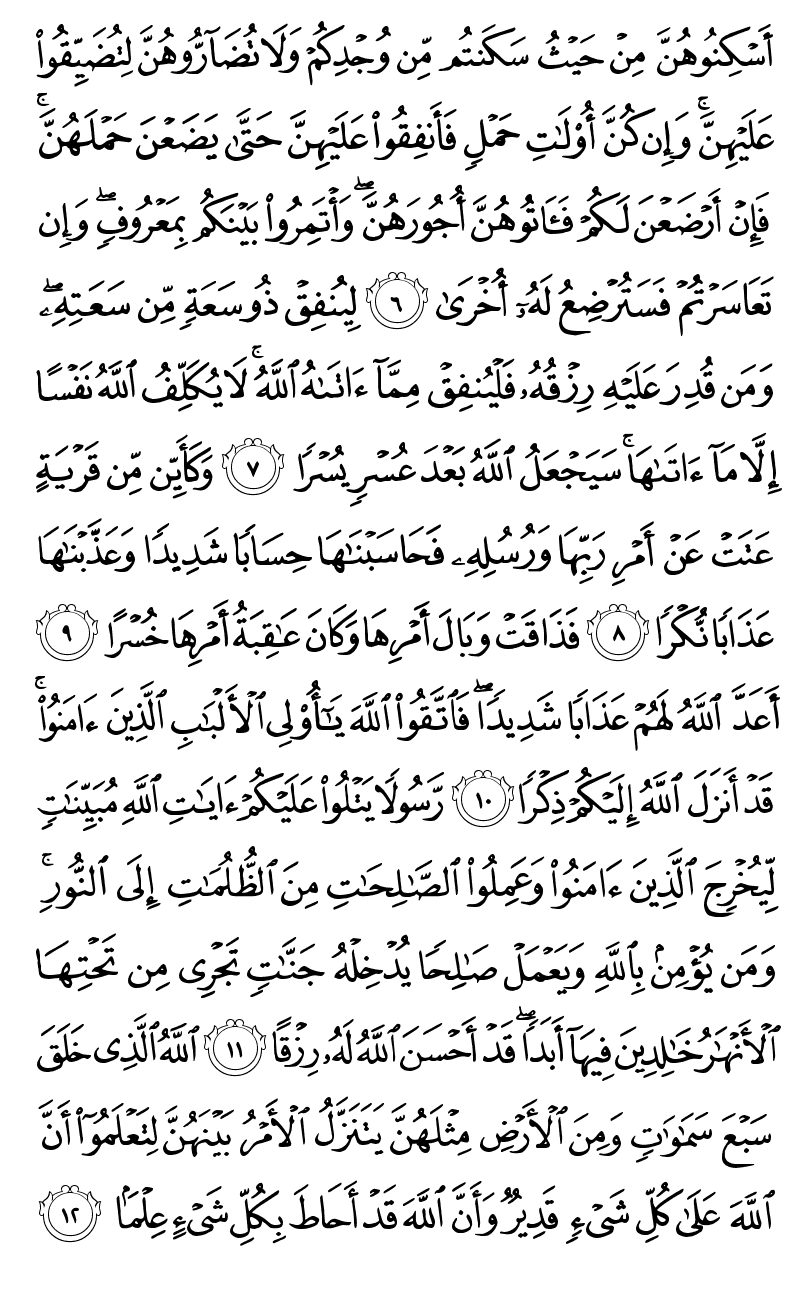 أَسۡكِنُوهُنَّ مِنۡ حَيۡثُ سَكَنتُم مِّن وُجۡدِكُمۡ وَلَا تُضَآرُّوهُنَّ لِتُضَيِّقُواْ
عَلَيۡهِنَّۚ وَإِن كُنَّ أُوْلَٰتِ حَمۡلٖ فَأَنفِقُواْ عَلَيۡهِنَّ حَتَّىٰ يَضَعۡنَ حَمۡلَهُنَّۚ
فَإِنۡ أَرۡضَعۡنَ لَكُمۡ فَـَٔاتُوهُنَّ أُجُورَهُنَّۖ وَأۡتَمِرُواْ بَيۡنَكُم بِمَعۡرُوفٖۖ وَإِن
تَعَاسَرۡتُمۡ فَسَتُرۡضِعُ لَهُۥٓ أُخۡرَىٰ ٦ لِيُنفِقۡ ذُو سَعَةٖ مِّن سَعَتِهِۦۖ
وَمَن قُدِرَ عَلَيۡهِ رِزۡقُهُۥ فَلۡيُنفِقۡ مِمَّآ ءَاتَىٰهُ ٱللَّهُۚ لَا يُكَلِّفُ ٱللَّهُ نَفۡسًا
إِلَّا مَآ ءَاتَىٰهَاۚ سَيَجۡعَلُ ٱللَّهُ بَعۡدَ عُسۡرٖ يُسۡرٗا ٧ وَكَأَيِّن مِّن قَرۡيَةٍ
عَتَتۡ عَنۡ أَمۡرِ رَبِّهَا وَرُسُلِهِۦ فَحَاسَبۡنَٰهَا حِسَابٗا شَدِيدٗا وَعَذَّبۡنَٰهَا
عَذَابٗا نُّكۡرٗا ٨ فَذَاقَتۡ وَبَالَ أَمۡرِهَا وَكَانَ عَٰقِبَةُ أَمۡرِهَا خُسۡرًا ٩
أَعَدَّ ٱللَّهُ لَهُمۡ عَذَابٗا شَدِيدٗاۖ فَٱتَّقُواْ ٱللَّهَ يَٰٓأُوْلِي ٱلۡأَلۡبَٰبِ ٱلَّذِينَ ءَامَنُواْۚ
قَدۡ أَنزَلَ ٱللَّهُ إِلَيۡكُمۡ ذِكۡرٗا ١٠ رَّسُولٗا يَتۡلُواْ عَلَيۡكُمۡ ءَايَٰتِ ٱللَّهِ مُبَيِّنَٰتٖ
لِّيُخۡرِجَ ٱلَّذِينَ ءَامَنُواْ وَعَمِلُواْ ٱلصَّٰلِحَٰتِ مِنَ ٱلظُّلُمَٰتِ إِلَى ٱلنُّورِۚ
وَمَن يُؤۡمِنۢ بِٱللَّهِ وَيَعۡمَلۡ صَٰلِحٗا يُدۡخِلۡهُ جَنَّٰتٖ تَجۡرِي مِن تَحۡتِهَا
ٱلۡأَنۡهَٰرُ خَٰلِدِينَ فِيهَآ أَبَدٗاۖ قَدۡ أَحۡسَنَ ٱللَّهُ لَهُۥ رِزۡقًا ١١ ٱللَّهُ ٱلَّذِي خَلَقَ
سَبۡعَ سَمَٰوَٰتٖ وَمِنَ ٱلۡأَرۡضِ مِثۡلَهُنَّۖ يَتَنَزَّلُ ٱلۡأَمۡرُ بَيۡنَهُنَّ لِتَعۡلَمُوٓاْ أَنَّ
ٱللَّهَ عَلَىٰ كُلِّ شَيۡءٖ قَدِيرٞ وَأَنَّ ٱللَّهَ قَدۡ أَحَاطَ بِكُلِّ شَيۡءٍ عِلۡمَۢا ١٢